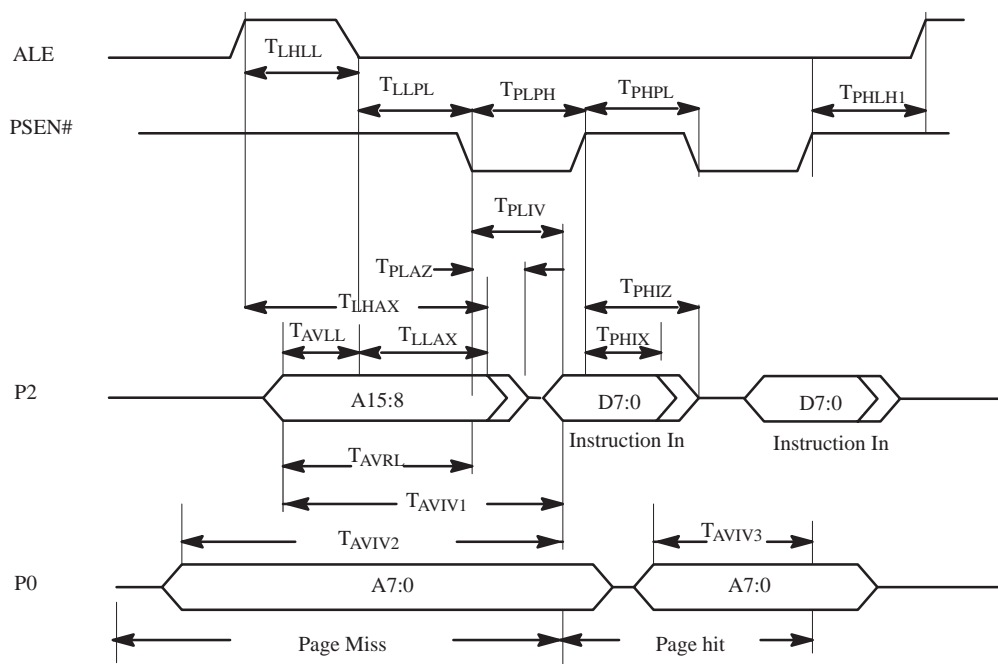 ALE
TLHLL
TLLPL
TPLPH
TPHPL
TPHLH1
PSEN#
TPLIV
TPLAZ
TLHAX
TPHIZ
TAVLL
TLLAX
TPHIX
P2
A15:8
D7:0
D7:0
Instruction In
Instruction In
TAVRL
TAVIV1
TAVIV2
TAVIV3
P0
A7:0
A7:0
Page Miss
Page hit